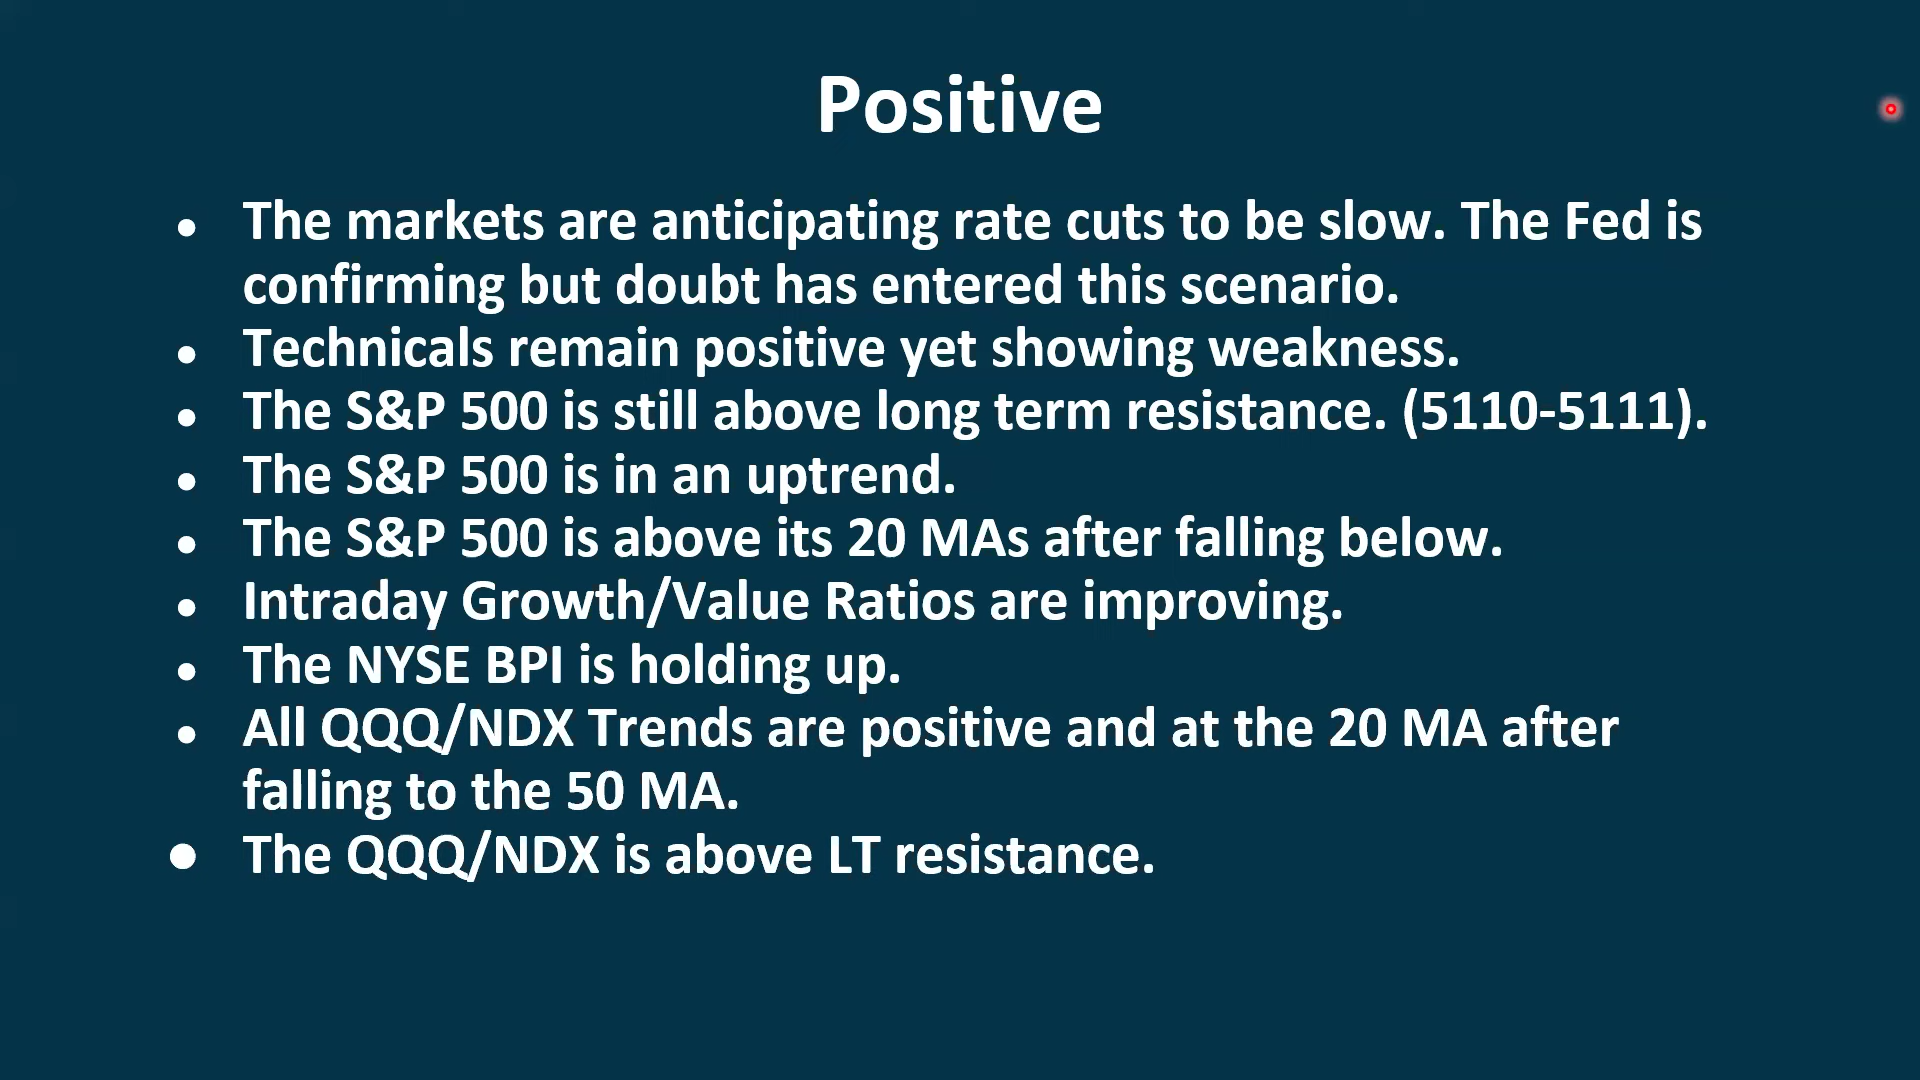 Positive
• The markets are anticipating rate cuts to be slow. The Fed is
confirming but doubt has entered this scenario.
• Technicals remain positive yet showing weakness.
• The S&P 500 is still above long term resistance. (5110-5111).
• The S&P 500 is in an uptrend.
• The S&P 500 is above its 20 MAs after falling below.
• Intraday Growth/Value Ratios are improving.
• The NYSE BPI is holding up.
• All QQQ/NDX Trends are positive and at the 20 MA after
falling to the 50 MA.
• The QQQ/NDX is above LT resistance.